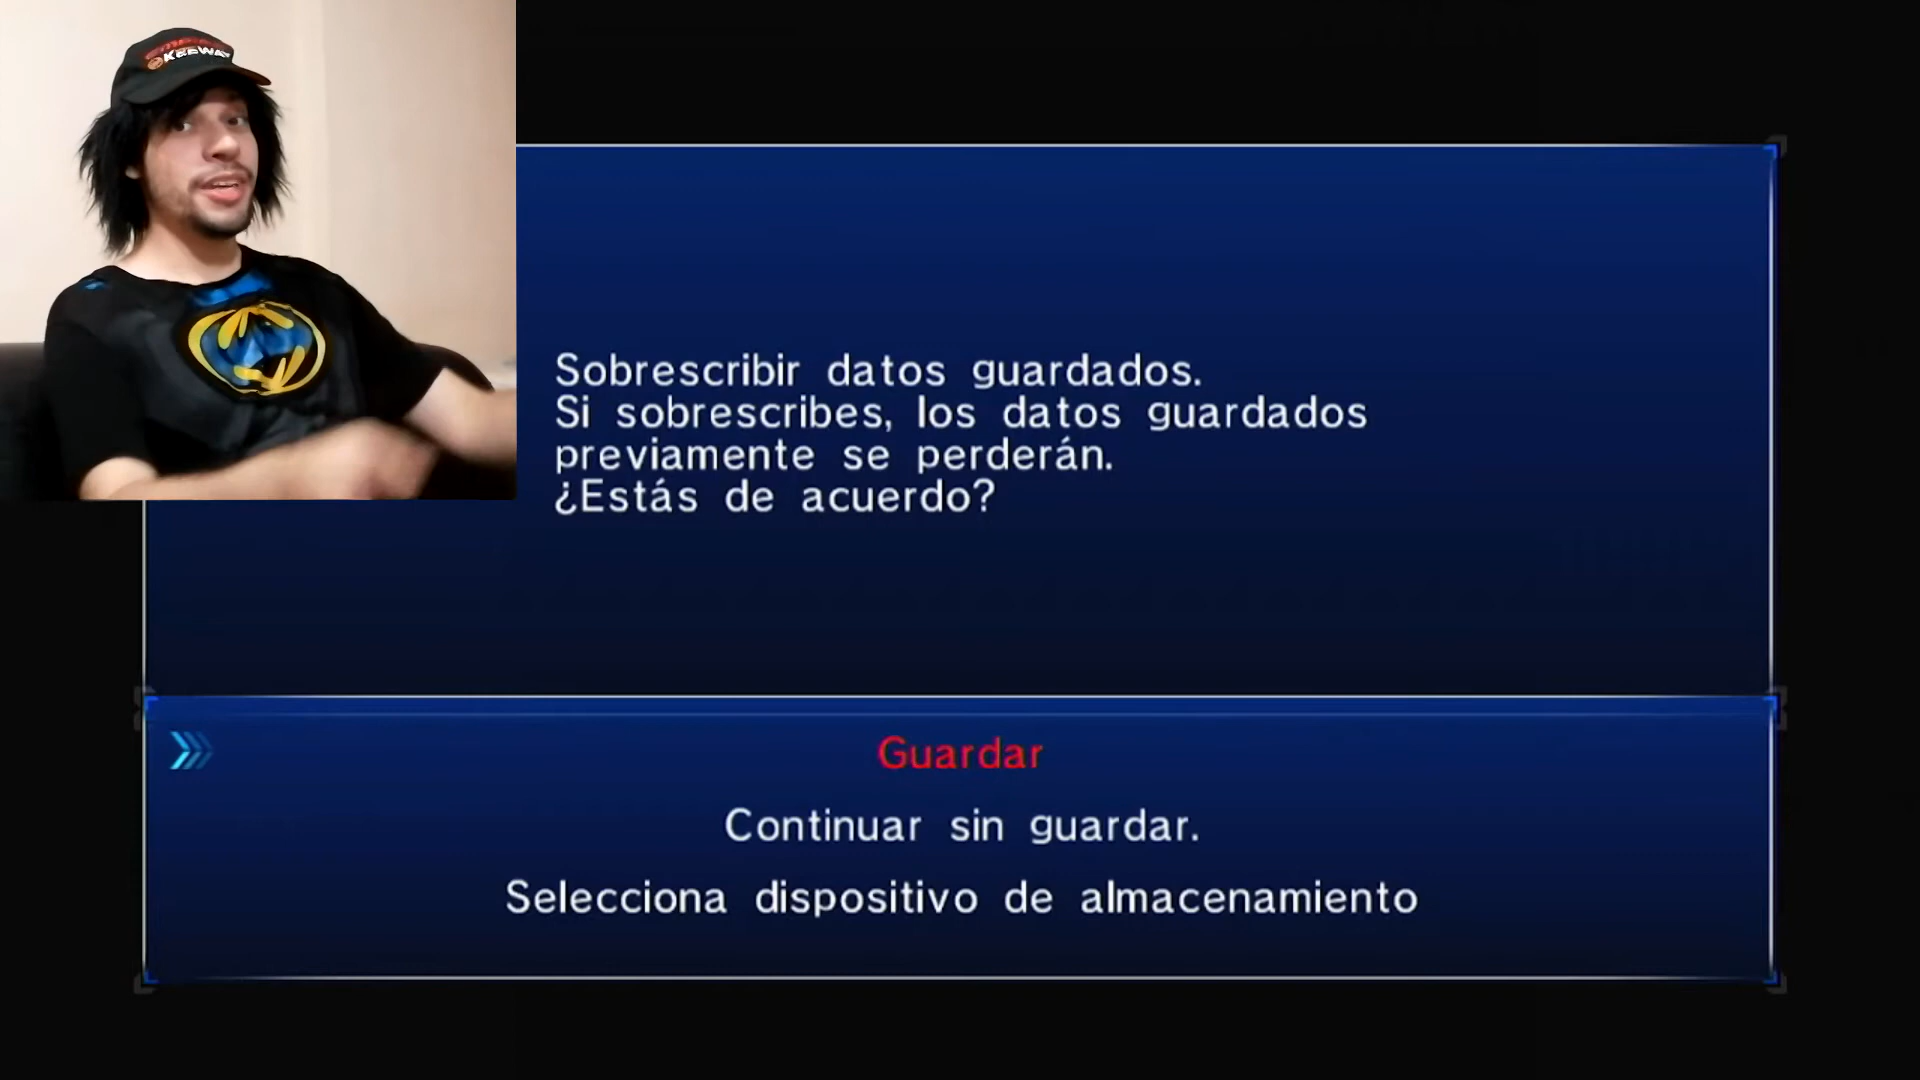 KEEWAY
Sobrescribir datos guardados.
Si sobrescribes, los datos guardados
previamente se perderán.
¿Estás de acuerdo?
Guardar
Continuar sin guardar.
Selecciona dispositivo de almacenamiento